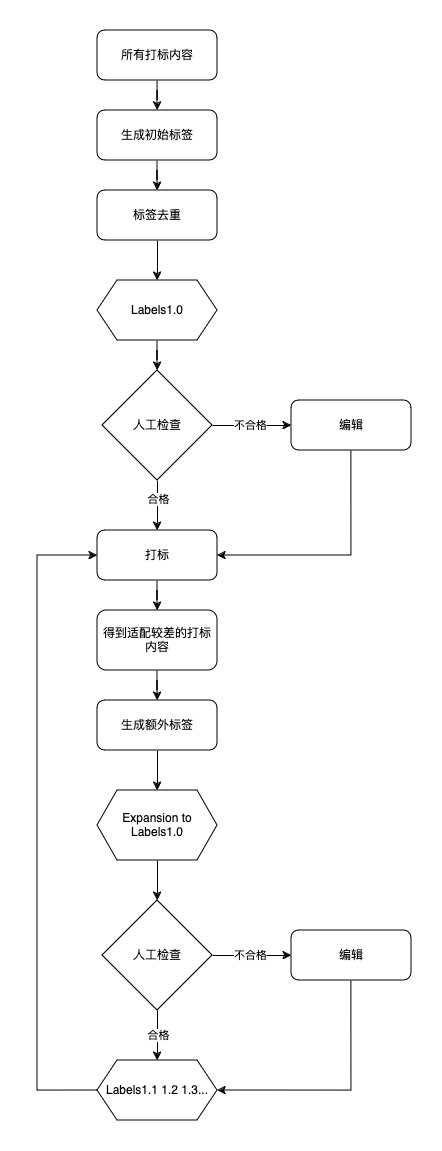 所有打标内容
生成初始标签
标签去重
Labels1.0
人工检查
不合格
编辑
合格
打标
得到适配较差的打标
内容
生成额外标签
Expansion to
Labels1.0
人工检查
不合格
编辑
合格
Labels1.1 1.2 1.3...